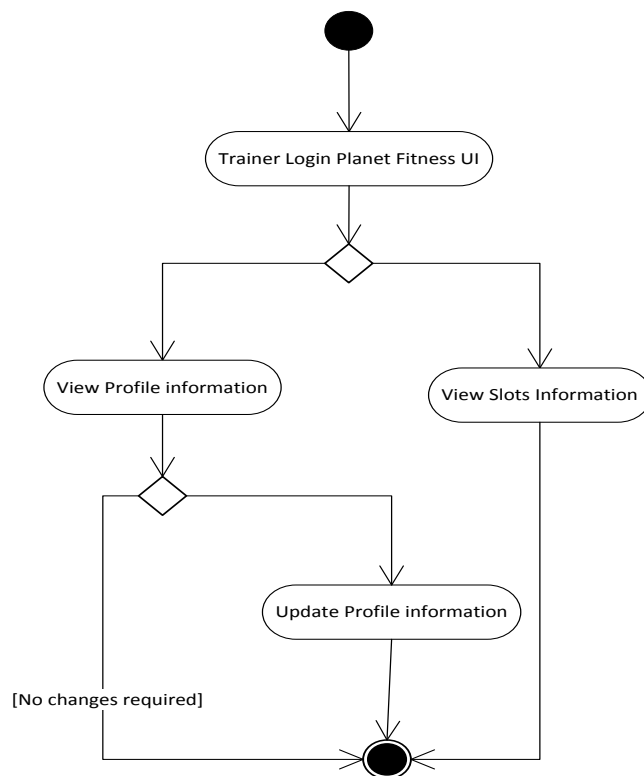 Trainer Login Planet Fitness UI
View Profile information
View Slots Information
Update Profile information
[No changes required]